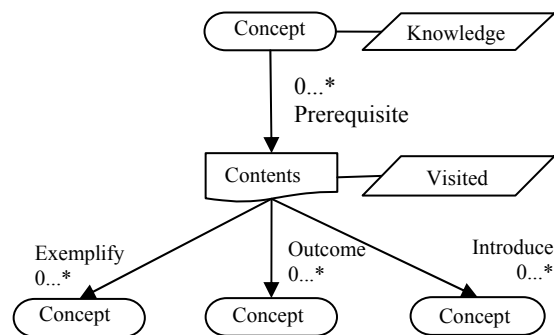 Concept
Knowledge
0...*
Prerequisite
Contents
Visited
Exemplify
0...*
Outcome
0...*
Introduce
0...*
Concept
Concept
Concept